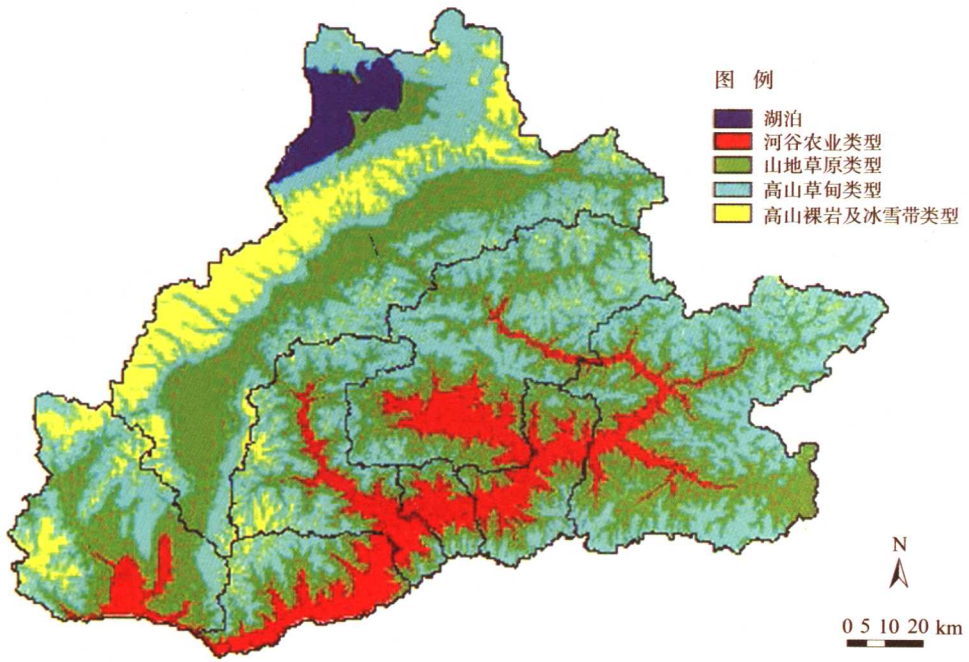 图 例
湖泊
河谷农业类型
山地草原类型
高山草甸类型
高山裸岩及冰雪带类型
N
0 5 10 20 km